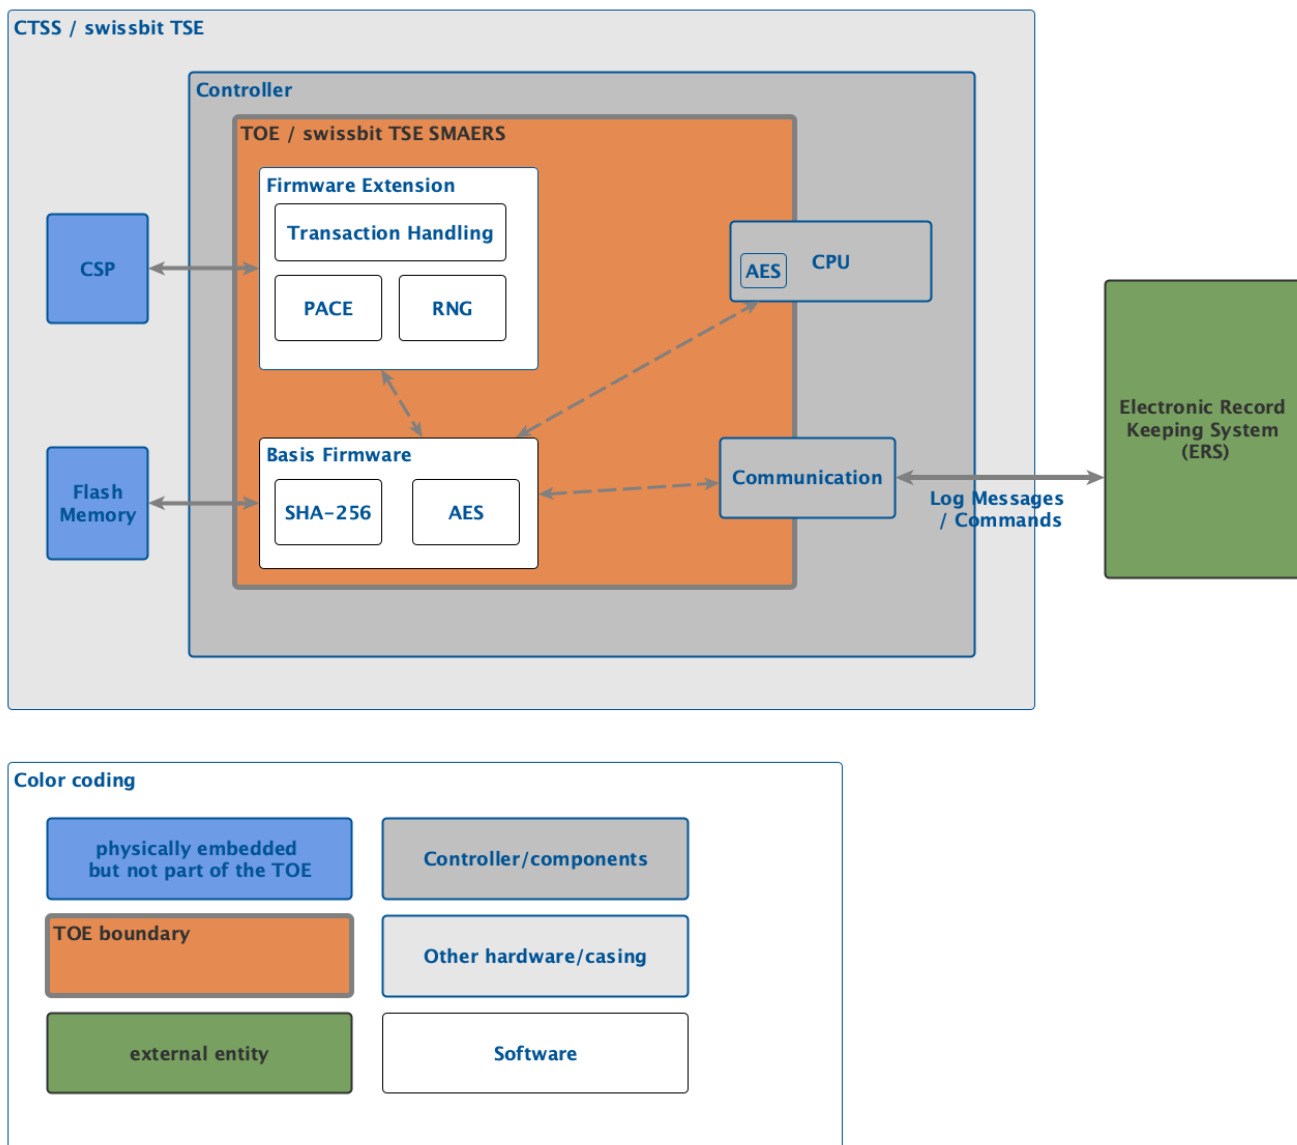 CTSS / swissbit TSE
Controller
TOE / swissbit TSE SMAERS
Firmware Extension
Transaction Handling
PACE
RNG
CSP
AES
CPU
Basis Firmware
SHA-256
AES
Flash
Memory
Communication
Log Messages
/ Commands
Electronic Record
Keeping System
(ERS)
Color coding
physically embedded
but not part of the TOE
Controller/components
TOE boundary
Other hardware/casing
external entity
Software